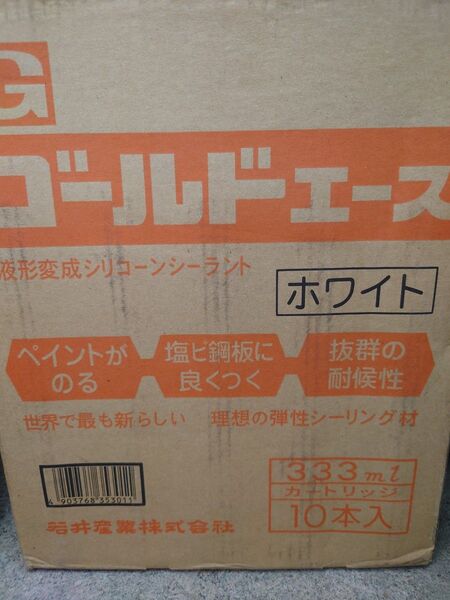 G
ゴールドエース
液形変成シリコーンシーラント
ホワイト
ペイントが
のる
塩ビ鋼板に
良くつく
抜群の
耐候性
世界で最も新らしい 理想の弾性シーリング材
4903768353011
333ml
カートリッジ
10本入
石井産業株式会社